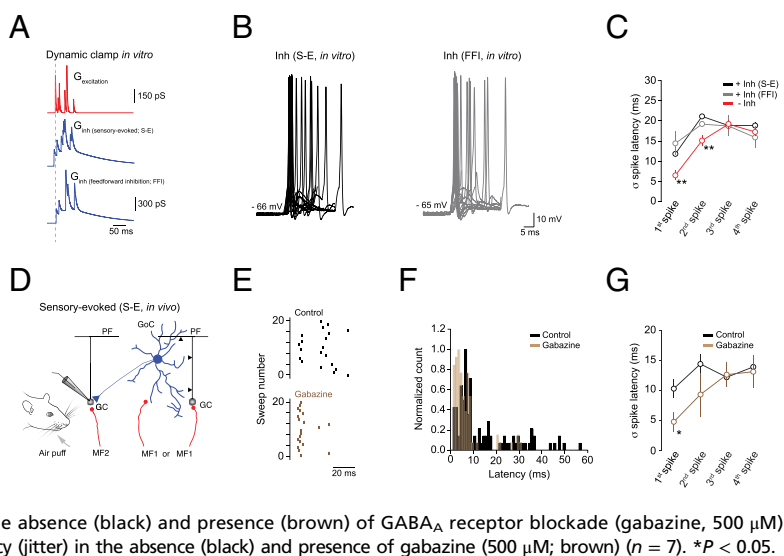 A
Dynamic clamp in vitro
Gexcitation
150 pS
Ginh (sensory-evoked; S-E)
Ginh (feedforward inhibition; FFI)
300 pS
50 ms
B
Inh (S-E, in vitro)
- 66 mV
Inh (FFI, in vitro)
- 65 mV
10 mV
5 ms
C
+ Inh (S-E)
+ Inh (FFI)
- Inh
σ spike latency (ms)
30
25
20
15
10
5
0
**
**
1st spike
2nd spike
3rd spike
4th spike
D
Sensory-evoked (S-E, in vivo)
PF
GoC
PF
GC
GC
Air puff
MF2
MF1 or MF1
E
Control
Sweep number
20
0
Gabazine
20
0
20 ms
F
Control
Gabazine
Normalized count
1.2
1.0
0.8
0.6
0.4
0.2
0
0 10 20 30 40 50 60
Latency (ms)
G
Control
Gabazine
σ spike latency (ms)
20
15
10
5
0
*
1st spike
2nd spike
3rd spike
4th spike
e absence (black) and presence (brown) of GABAA receptor blockade (gabazine, 500 μM)
cy (jitter) in the absence (black) and presence of gabazine (500 μM; brown) (n = 7). *P < 0.05.